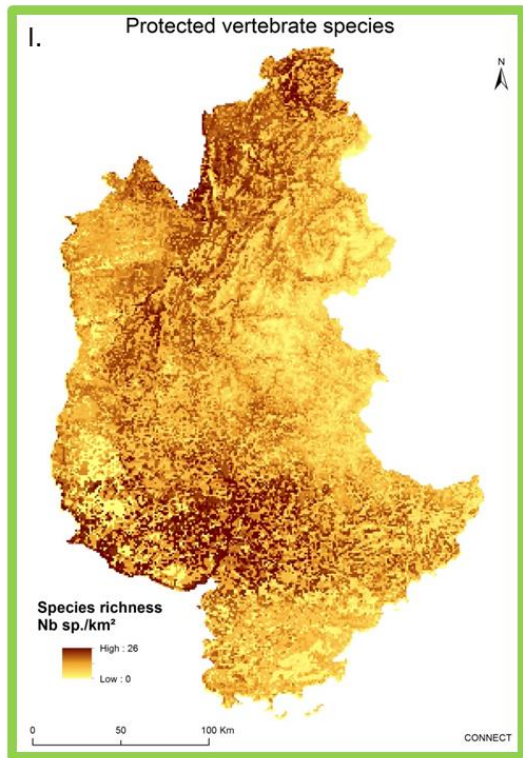 I.
Protected vertebrate species
N
Species richness
Nb sp./km²
High : 26
Low : 0
0 50 100 Km
CONNECT